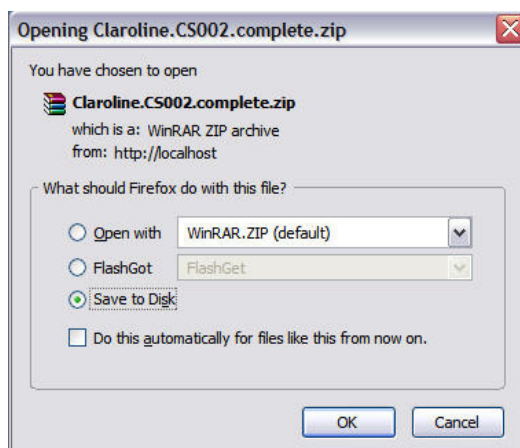 Opening Claroline.CS002.complete.zip
You have chosen to open
Claroline.CS002.complete.zip
which is a: WinRAR ZIP archive
from: http://localhost
What should Firefox do with this file?
Open with WinRAR.ZIP (default)
FlashGot FlashGet
Save to Disk
Do this automatically for files like this from now on.
OK Cancel